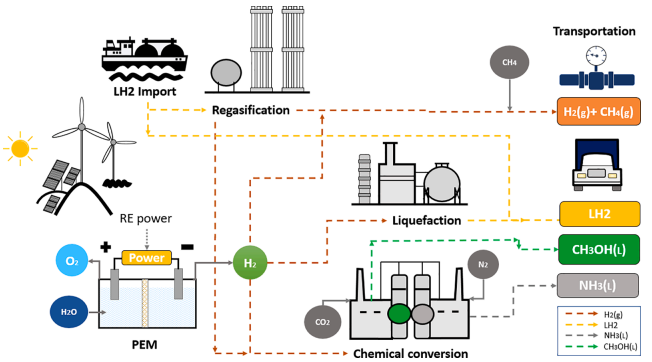 Transportation
CH4
LH2 Import
Regasification
H2(g)+ CH4(g)
RE power
Liquefaction
LH2
+
Power
−
O2
H2
CH3OH(L)
N2
NH3(L)
H2O
CO2
PEM
Chemical conversion
H2(g)
LH2
NH3(L)
CH3OH(L)